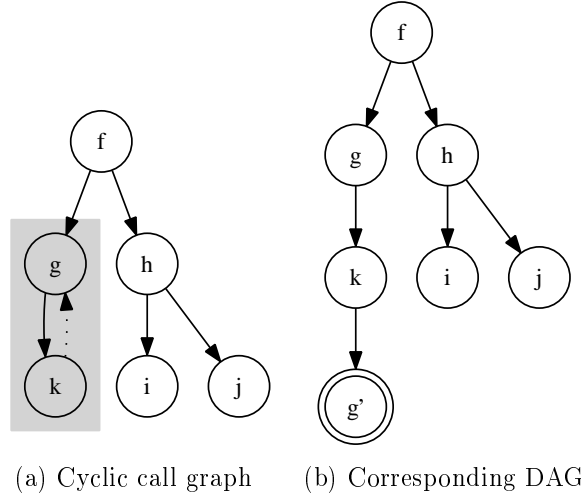 f
f
g
h
g
h
k
i
j
k
i
j
g'
(a) Cyclic call graph
(b) Corresponding DAG